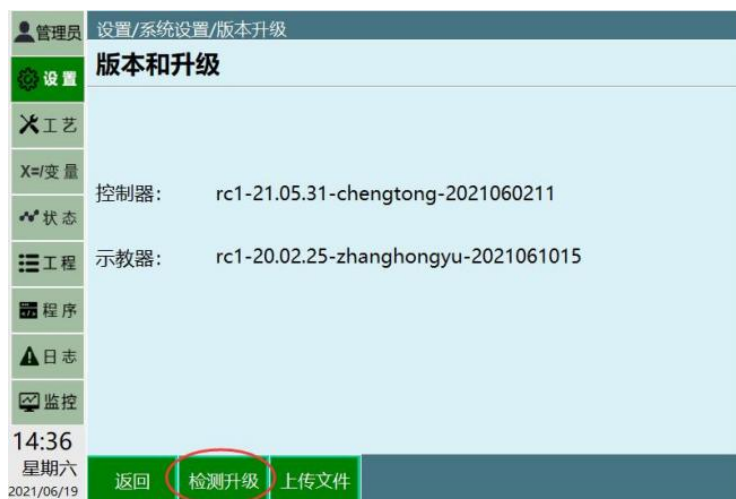 管理员
设置/系统设置/版本升级
版本和升级
设置
工艺
X=/变量
状态
工程
程序
日志
监控
控制器： rc1-21.05.31-chengtong-2021060211
示教器： rc1-20.02.25-zhanghongyu-2021061015
14:36
星期六
2021/06/19
返回 检测升级 上传文件